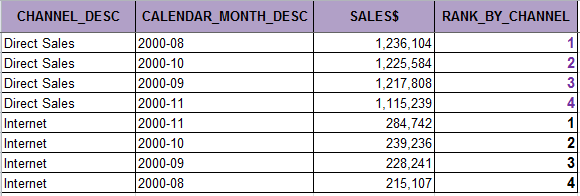 CHANNEL_DESC CALENDAR_MONTH_DESC SALES$ RANK_BY_CHANNEL
Direct Sales 2000-08 1,236,104 1
Direct Sales 2000-10 1,225,584 2
Direct Sales 2000-09 1,217,808 3
Direct Sales 2000-11 1,115,239 4
Internet 2000-11 284,742 1
Internet 2000-10 239,236 2
Internet 2000-09 228,241 3
Internet 2000-08 215,107 4